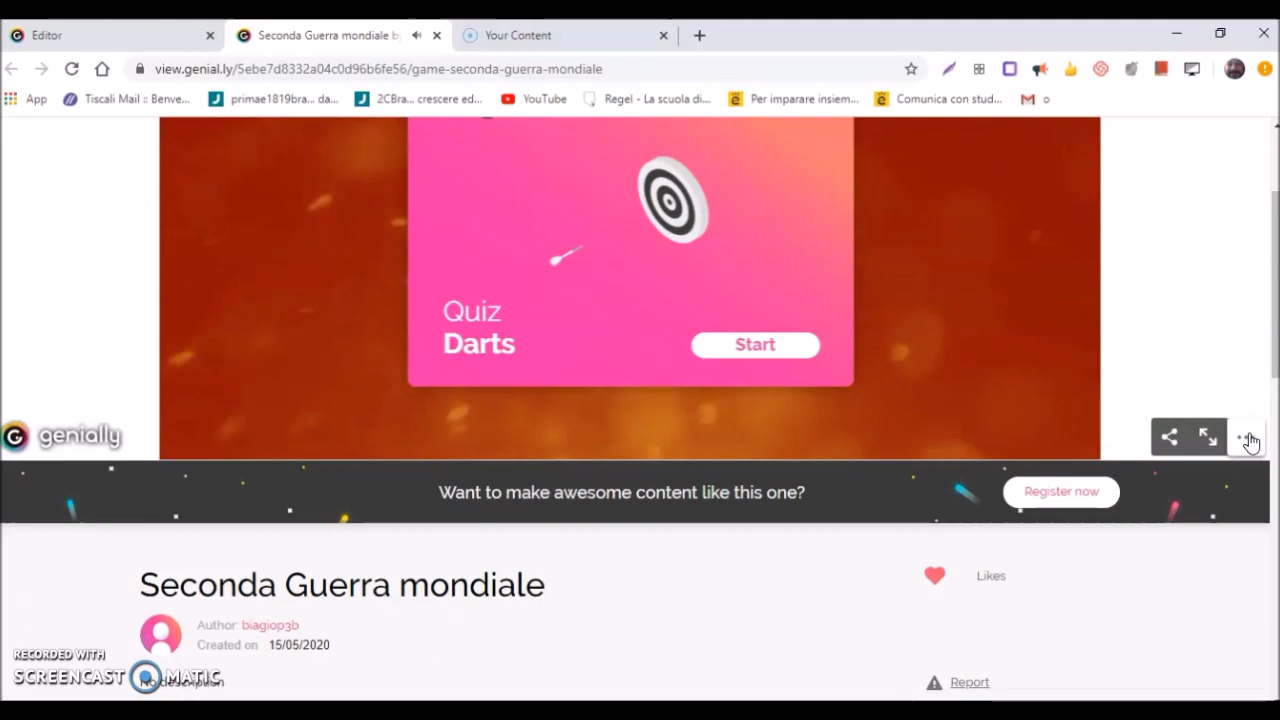 Editor
Seconda Guerra mondiale b
Your Content
view.genial.ly/5ebe7d8332a04c0d96b6fe56/game-seconda-guerra-mondiale
App
Tiscali Mail :: Benve...
primae1819bra... da...
2CBra... crescere ed...
YouTube
Regel - La scuola di...
Per imparare insiem...
Comunica con stud...
Quiz
Darts
Start
genially
Want to make awesome content like this one?
Register now
Seconda Guerra mondiale
Likes
Author: biagiop3b
Created on 15/05/2020
RECORDED WITH
SCREENCAST MATIC
No description
Report